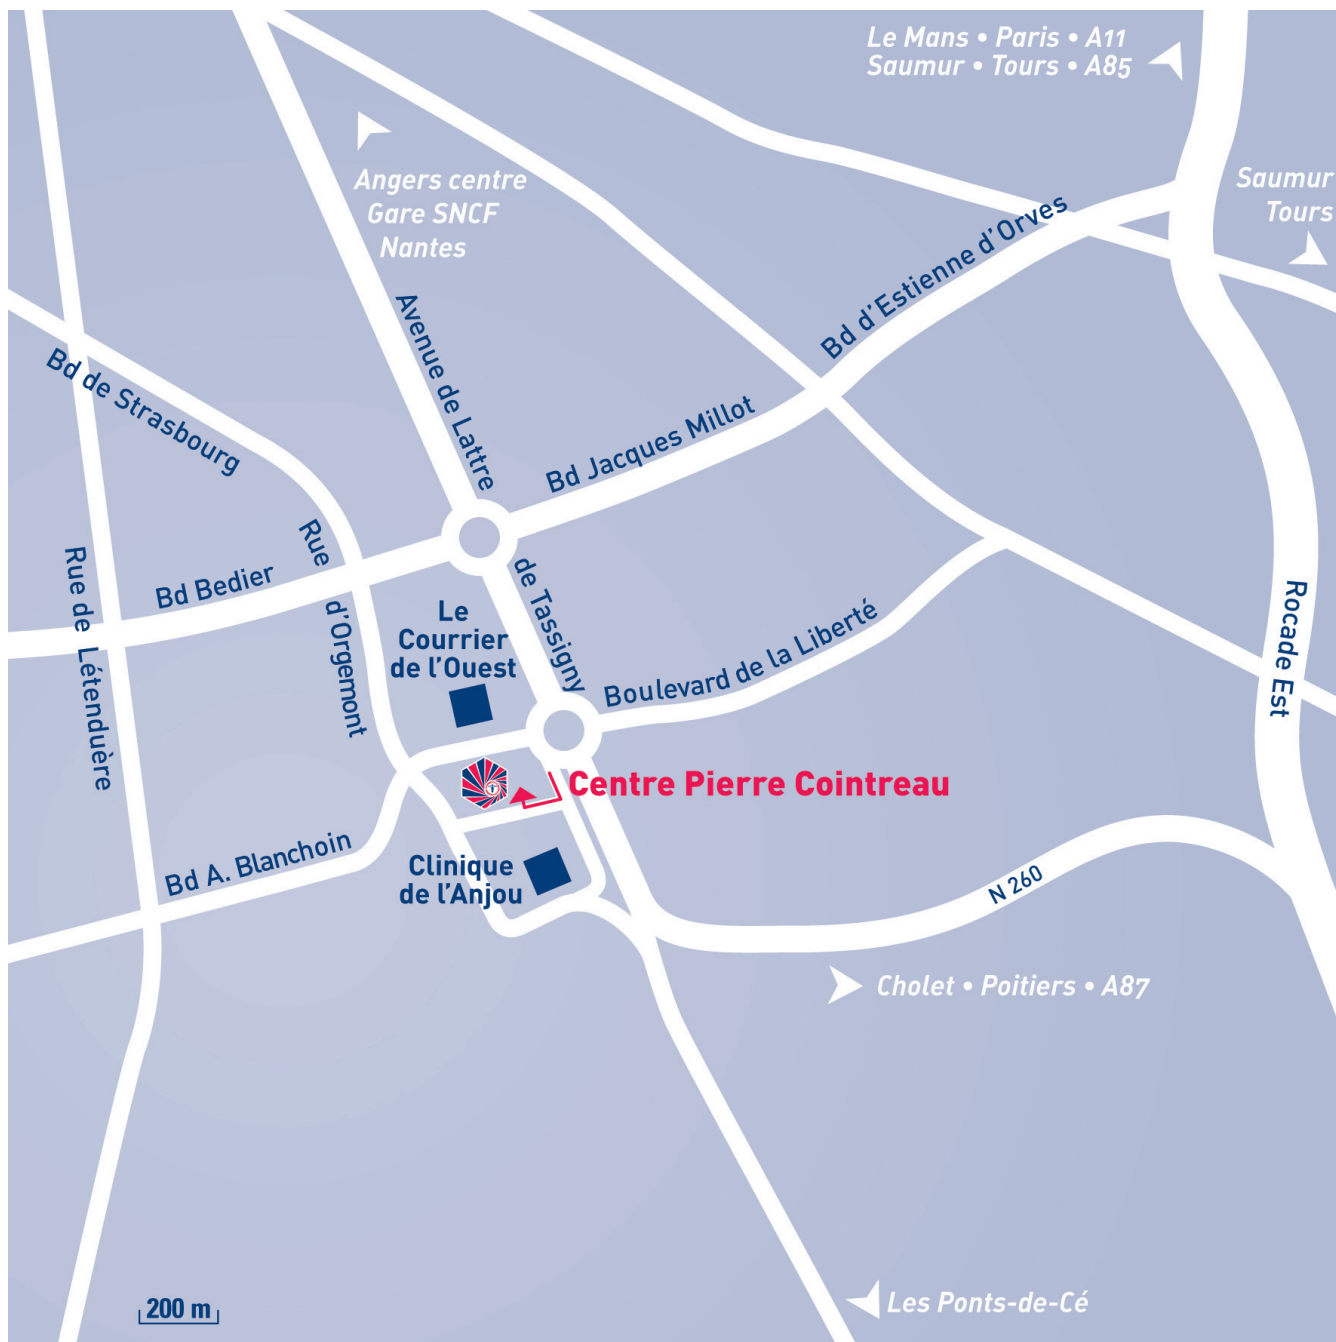 Le Mans • Paris • A11
Saumur • Tours • A85
Saumur
Tours
Angers centre
Gare SNCF
Nantes
Bd d'Estienne d'Orves
Avenue de Lattre
de Tassigny
Bd de Strasbourg
Bd Jacques Millot
Rue d'Orgemont
Bd Bedier
Rue de Létenduère
Rocade Est
Le
Courrier
de l'Ouest
Boulevard de la Liberté
Centre Pierre Cointreau
Bd A. Blanchoin
Clinique
de l'Anjou
N 260
Cholet • Poitiers • A87
Les Ponts-de-Cé
200 m